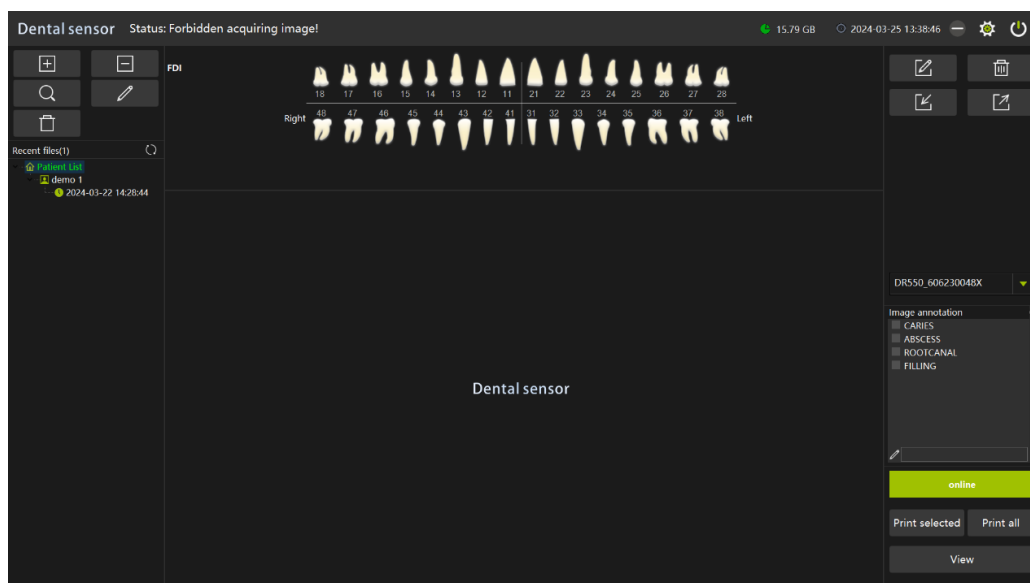 Dental sensor Status: Forbidden acquiring image! 15.79 GB 2024-03-25 13:38:46
FDI
18 17 16 15 14 13 12 11 21 22 23 24 25 26 27 28
Right 48 47 46 45 44 43 42 41 31 32 33 34 35 36 37 38 Left
Recent files(1)
Patient List
demo 1
2024-03-22 14:28:44
Dental sensor
DR550_606230048X
Image annotation
CARIES
ABSCESS
ROOTCANAL
FILLING
online
Print selected Print all
View